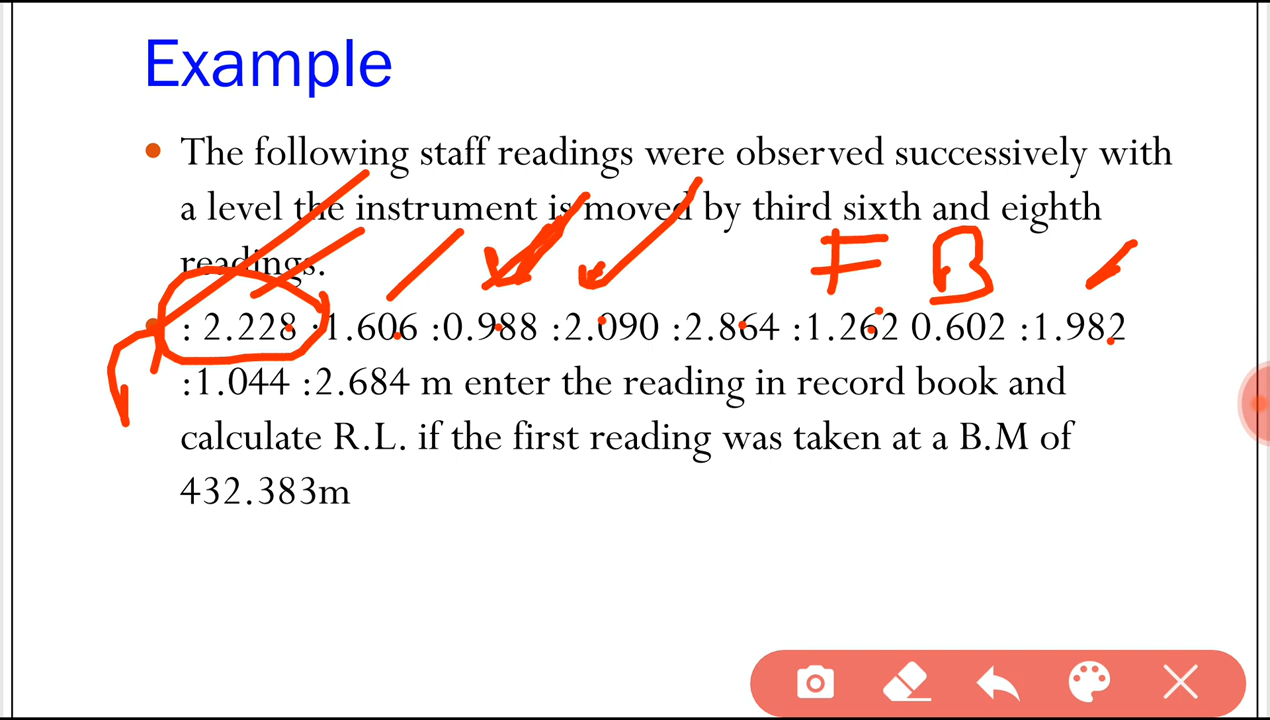 Example
• The following staff readings were observed successively with
a level the instrument is moved by third sixth and eighth
readings.
F B
: 2.228 :1.606 :0.988 :2.090 :2.864 :1.262 0.602 :1.982
:1.044 :2.684 m enter the reading in record book and
calculate R.L. if the first reading was taken at a B.M of
432.383m